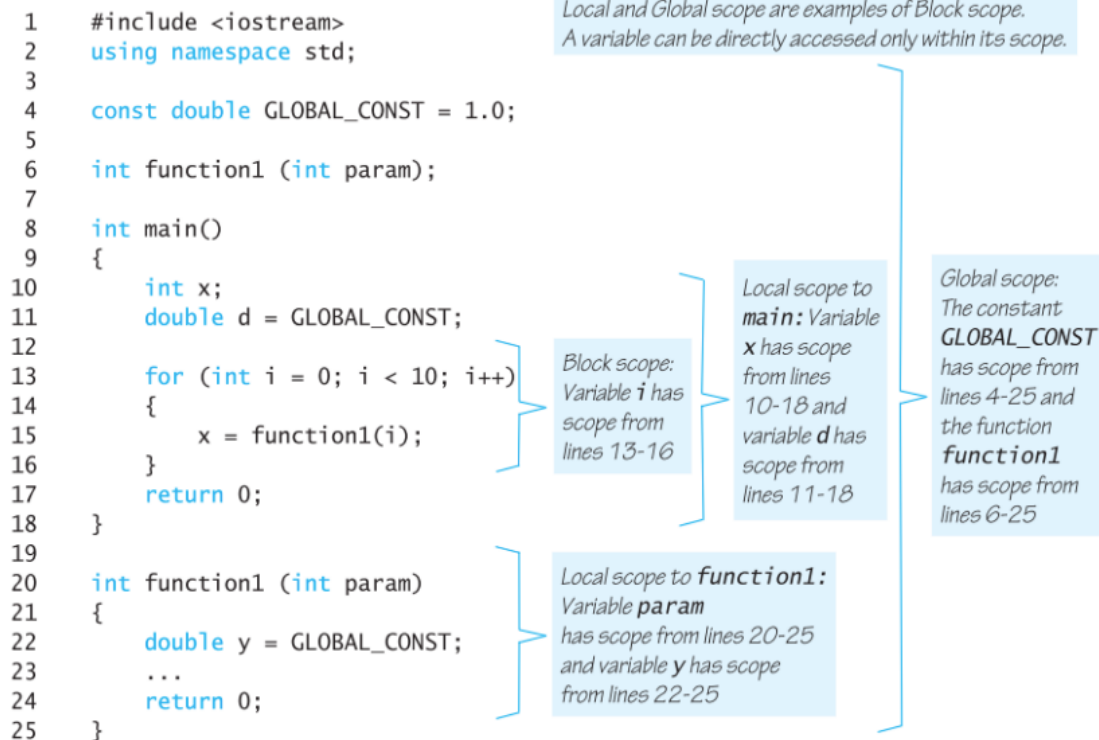 Local and Global scope are examples of Block scope.
A variable can be directly accessed only within its scope.
1 #include <iostream>
2 using namespace std;
3
4 const double GLOBAL_CONST = 1.0;
5
6 int function1 (int param);
7
8 int main()
9 {
10 int x;
11 double d = GLOBAL_CONST;
12
13 for (int i = 0; i < 10; i++)
14 {
15 x = function1(i);
16 }
17 return 0;
18 }
19
20 int function1 (int param)
21 {
22 double y = GLOBAL_CONST;
23 ...
24 return 0;
25 }
Block scope:
Variable i has
scope from
lines 13-16
Local scope to
main: Variable
x has scope
from lines
10-18 and
variable d has
scope from
lines 11-18
Global scope:
The constant
GLOBAL_CONST
has scope from
lines 4-25 and
the function
function1
has scope from
lines 6-25
Local scope to function1:
Variable param
has scope from lines 20-25
and variable y has scope
from lines 22-25